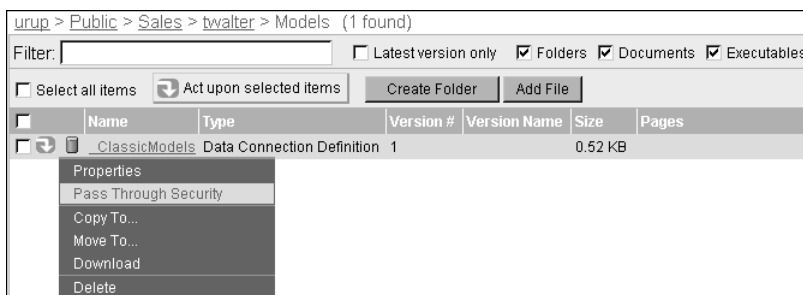 urup > Public > Sales > twalter > Models (1 found)
Filter: Latest version only Folders Documents Executables
Select all items Act upon selected items Create Folder Add File
Name Type Version # Version Name Size Pages
_ClassicModels Data Connection Definition 1 0.52 KB
Properties
Pass Through Security
Copy To...
Move To...
Download
Delete